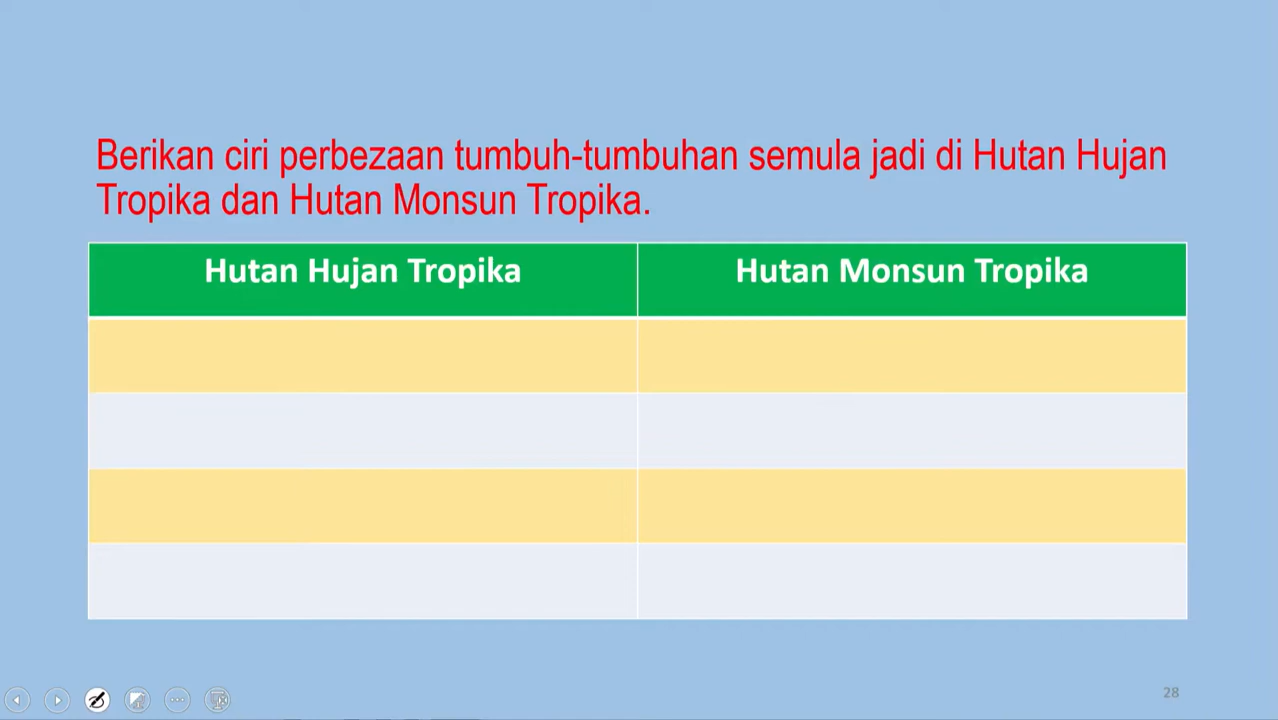 Berikan ciri perbezaan tumbuh-tumbuhan semula jadi di Hutan Hujan
Tropika dan Hutan Monsun Tropika.
Hutan Hujan Tropika
Hutan Monsun Tropika
28